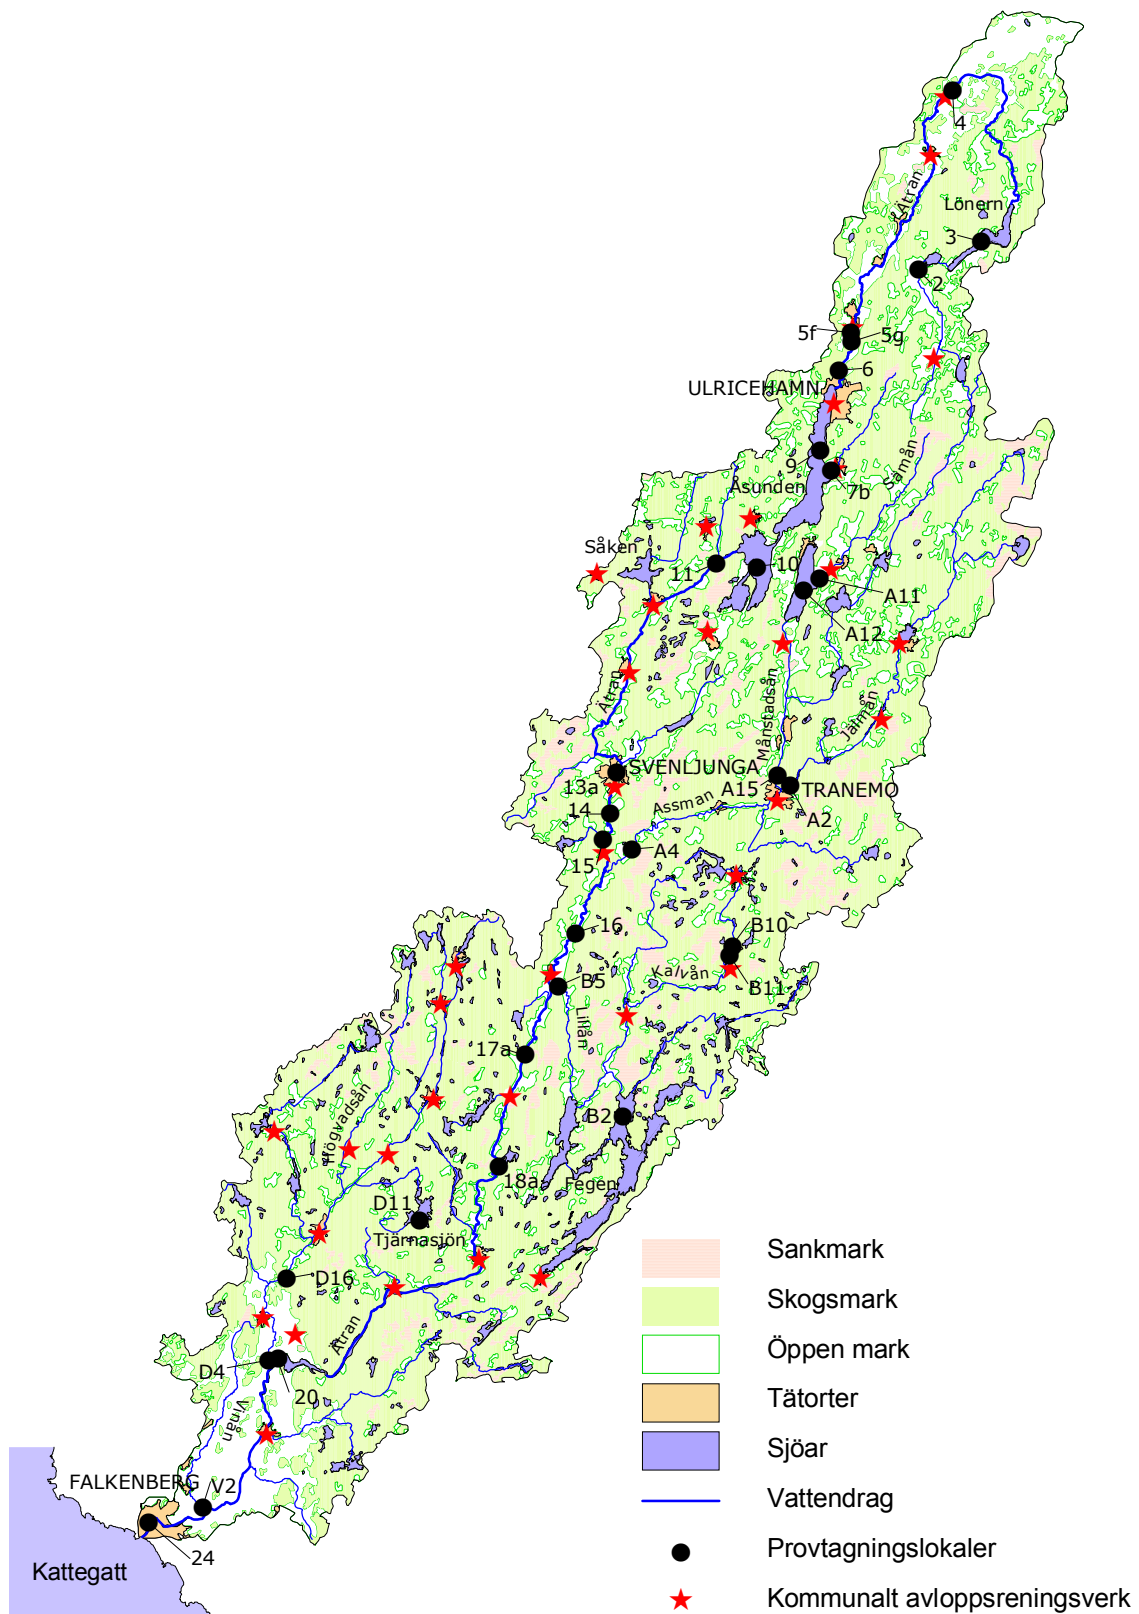 4
Ätran
Lönern
3
2
5f
5g
6
ULRICEHAMN
9
Sämån
Åsunden
7b
Såken
11
10
A11
A12
Ätran
Månstadsån
Jälmån
SVENLJUNGA
13a
A15
TRANEMO
14
Assman
A2
15
A4
16
B10
Kalvån
B5
B11
Lillån
17a
Högvadsån
B2
18a
Fegen
D11
Tjärnasjön
D16
Ätran
D4
20
Vinån
FALKENBERG
V2
24
Kattegatt
Sankmark
Skogsmark
Öppen mark
Tätorter
Sjöar
Vattendrag
Provtagningslokaler
Kommunalt avloppsreningsverk